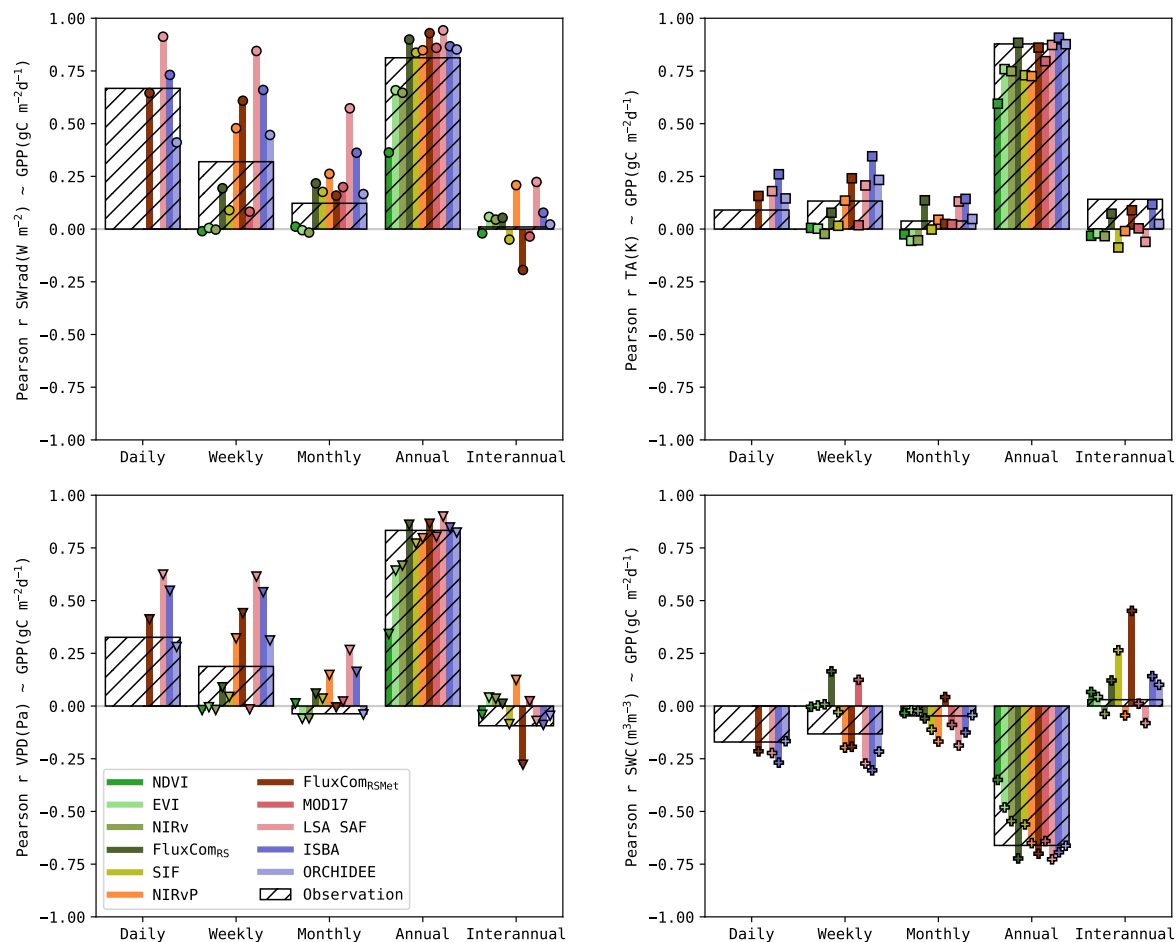 1.00
0.75
0.50
0.25
0.00
−0.25
−0.50
−0.75
−1.00
Pearson r SWrad(W m⁻²) ~ GPP(gC m⁻²d⁻¹)
Daily Weekly Monthly Annual Interannual
1.00
0.75
0.50
0.25
0.00
−0.25
−0.50
−0.75
−1.00
Pearson r TA(K) ~ GPP(gC m⁻²d⁻¹)
Daily Weekly Monthly Annual Interannual
1.00
0.75
0.50
0.25
0.00
−0.25
−0.50
−0.75
−1.00
Pearson r VPD(Pa) ~ GPP(gC m⁻²d⁻¹)
NDVI
EVI
NIRv
FluxCom_RS
SIF
NIRvP
FluxCom_RSMet
MOD17
LSA SAF
ISBA
ORCHIDEE
Observation
Daily Weekly Monthly Annual Interannual
1.00
0.75
0.50
0.25
0.00
−0.25
−0.50
−0.75
−1.00
Pearson r SWC(m³m⁻³) ~ GPP(gC m⁻²d⁻¹)
Daily Weekly Monthly Annual Interannual